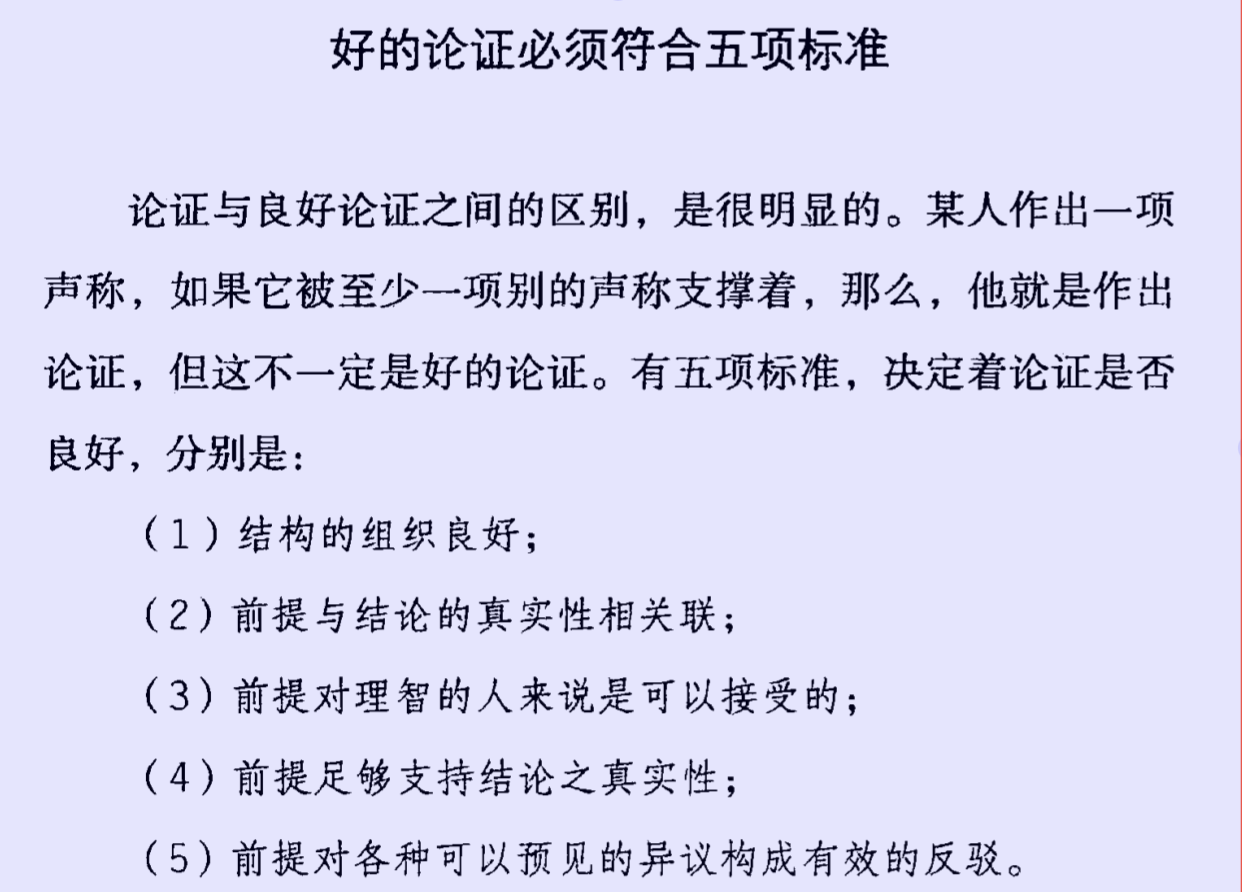 好的论证必须符合五项标准
论证与良好论证之间的区别，是很明显的。某人作出一项
声称，如果它被至少一项别的声称支撑着，那么，他就是作出
论证，但这不一定是好的论证。有五项标准，决定着论证是否
良好，分别是：
（1）结构的组织良好；
（2）前提与结论的真实性相关联；
（3）前提对理智的人来说是可以接受的；
（4）前提足够支持结论之真实性；
（5）前提对各种可以预见的异议构成有效的反驳。